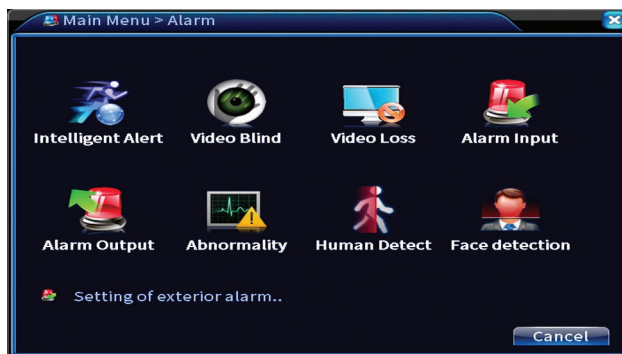 Main Menu > Alarm
Intelligent Alert Video Blind Video Loss Alarm Input
Alarm Output Abnormality Human Detect Face detection
Setting of exterior alarm..
Cancel